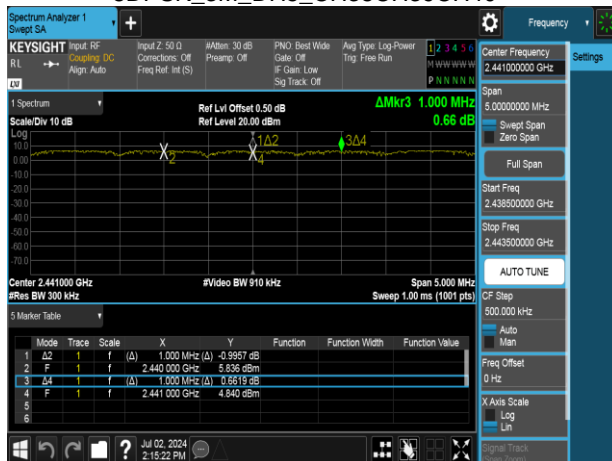 Spectrum Analyzer 1
Swept SA
+
Frequency
KEYSIGHT
RL
Input: RF
Coupling: DC
Align: Auto
Input Z: 50 Ω
Corrections: Off
Freq Ref: Int (S)
#Atten: 30 dB
Preamp: Off
PNO: Best Wide
Gate: Off
IF Gain: Low
Sig Track: Off
Avg Type: Log-Power
Trig: Free Run
1 2 3 4 5 6
M W W W W W
P N N N N N
LXI
Center Frequency
2.441000000 GHz
Settings
Span
5.00000000 MHz
Swept Span
Zero Span
Full Span
Start Freq
2.438500000 GHz
Stop Freq
2.443500000 GHz
AUTO TUNE
CF Step
500.000 kHz
Auto
Man
Freq Offset
0 Hz
X Axis Scale
Log
Lin
Signal Track
1 Spectrum
Scale/Div 10 dB
Ref Lvl Offset 0.50 dB
Ref Level 20.00 dBm
ΔMkr3 1.000 MHz
0.66 dB
Log
10.0
0.00
-10.0
-20.0
-30.0
-40.0
-50.0
-60.0
-70.0
X2
1Δ2
X4
3Δ4
Center 2.441000 GHz
#Res BW 300 kHz
#Video BW 910 kHz
Span 5.000 MHz
Sweep 1.00 ms (1001 pts)
5 Marker Table
Mode Trace Scale X Y Function Function Width Function Value
1 Δ2 1 f (Δ) 1.000 MHz (Δ) -0.9957 dB
2 F 1 f 2.440 000 GHz 5.836 dBm
3 Δ4 1 f (Δ) 1.000 MHz (Δ) 0.6619 dB
4 F 1 f 2.441 000 GHz 4.840 dBm
5
6
?
Jul 02, 2024
2:15:22 PM